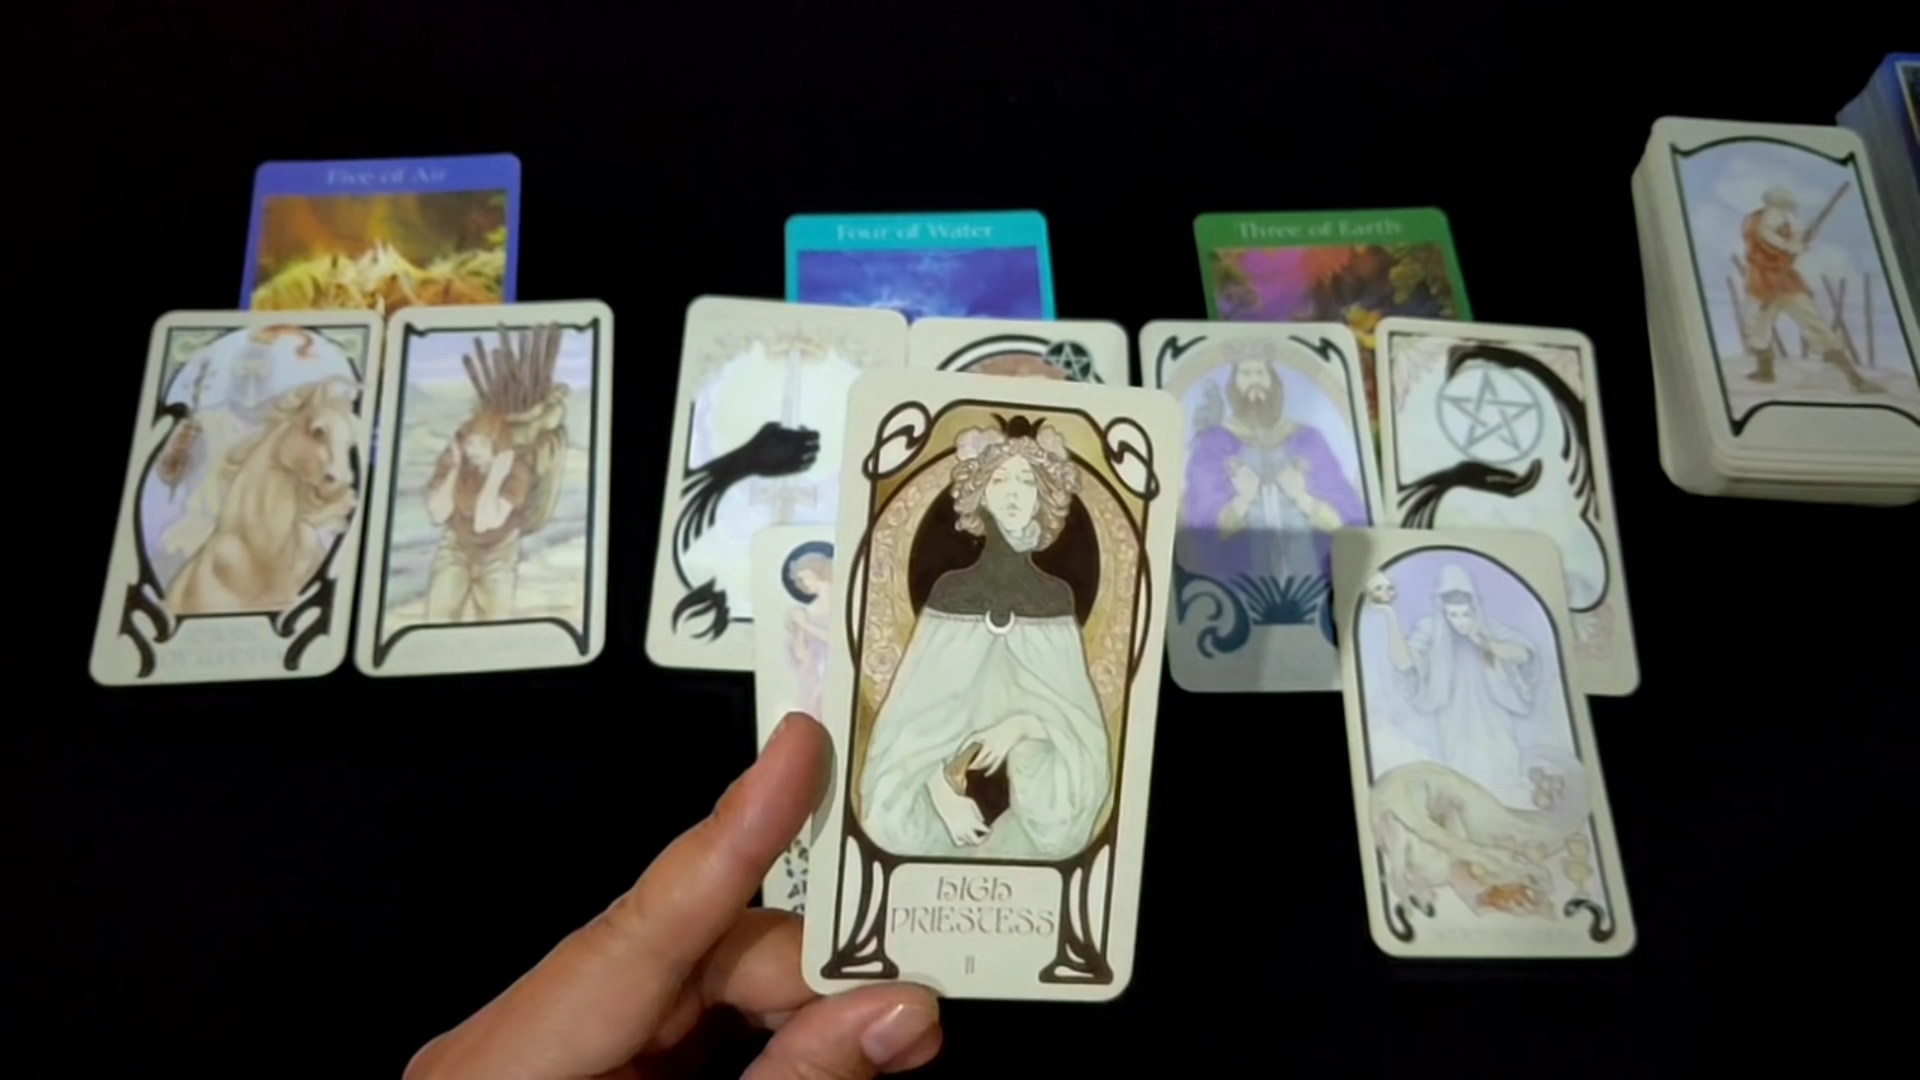 Five of Air
Four of Water
Three of Earth
HIGH
PRIESTESS
II